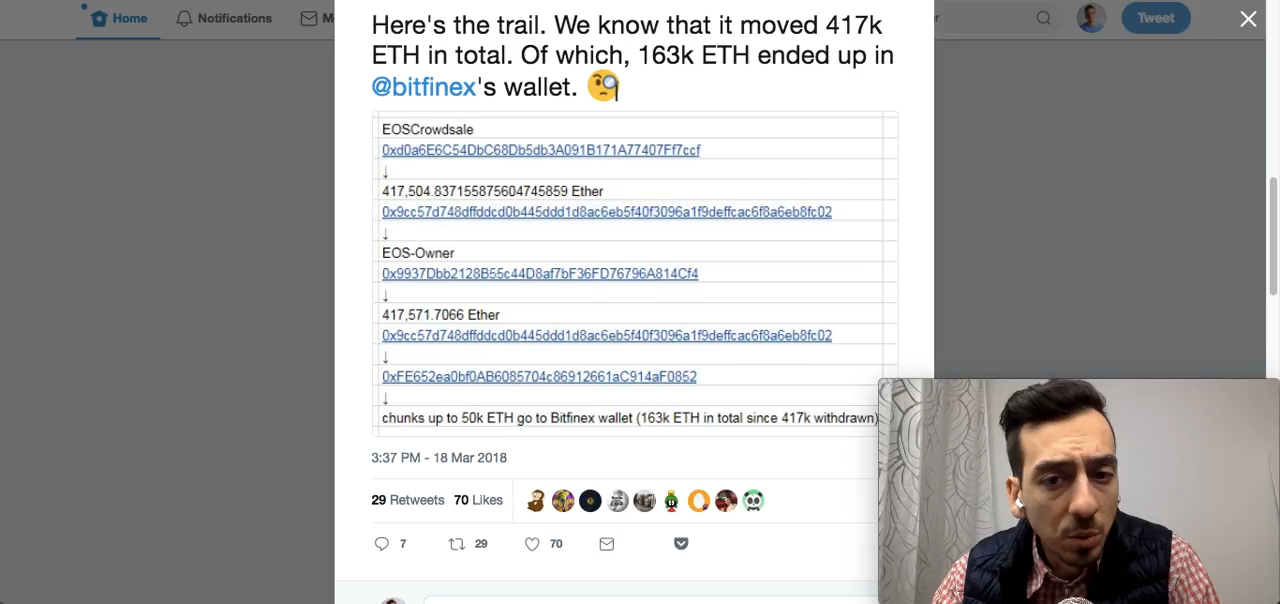 Home
Notifications
M
r
Tweet
Here's the trail. We know that it moved 417k
ETH in total. Of which, 163k ETH ended up in
@bitfinex's wallet. 🧐
EOSCrowdsale
0xd0a6E6C54DbC68Db5db3A091B171A77407Ff7ccf
↓
417,504.837155875604745859 Ether
0x9cc57d748dffddcd0b445ddd1d8ac6eb5f40f3096a1f9deffcac6f8a6eb8fc02
↓
EOS-Owner
0x9937Dbb2128B55c44D8af7bF36FD76796A814Cf4
↓
417,571.7066 Ether
0x9cc57d748dffddcd0b445ddd1d8ac6eb5f40f3096a1f9deffcac6f8a6eb8fc02
↓
0xFE652ea0bf0AB6085704c86912661aC914aF0852
↓
chunks up to 50k ETH go to Bitfinex wallet (163k ETH in total since 417k withdrawn)
3:37 PM - 18 Mar 2018
29 Retweets 70 Likes
7 29 70